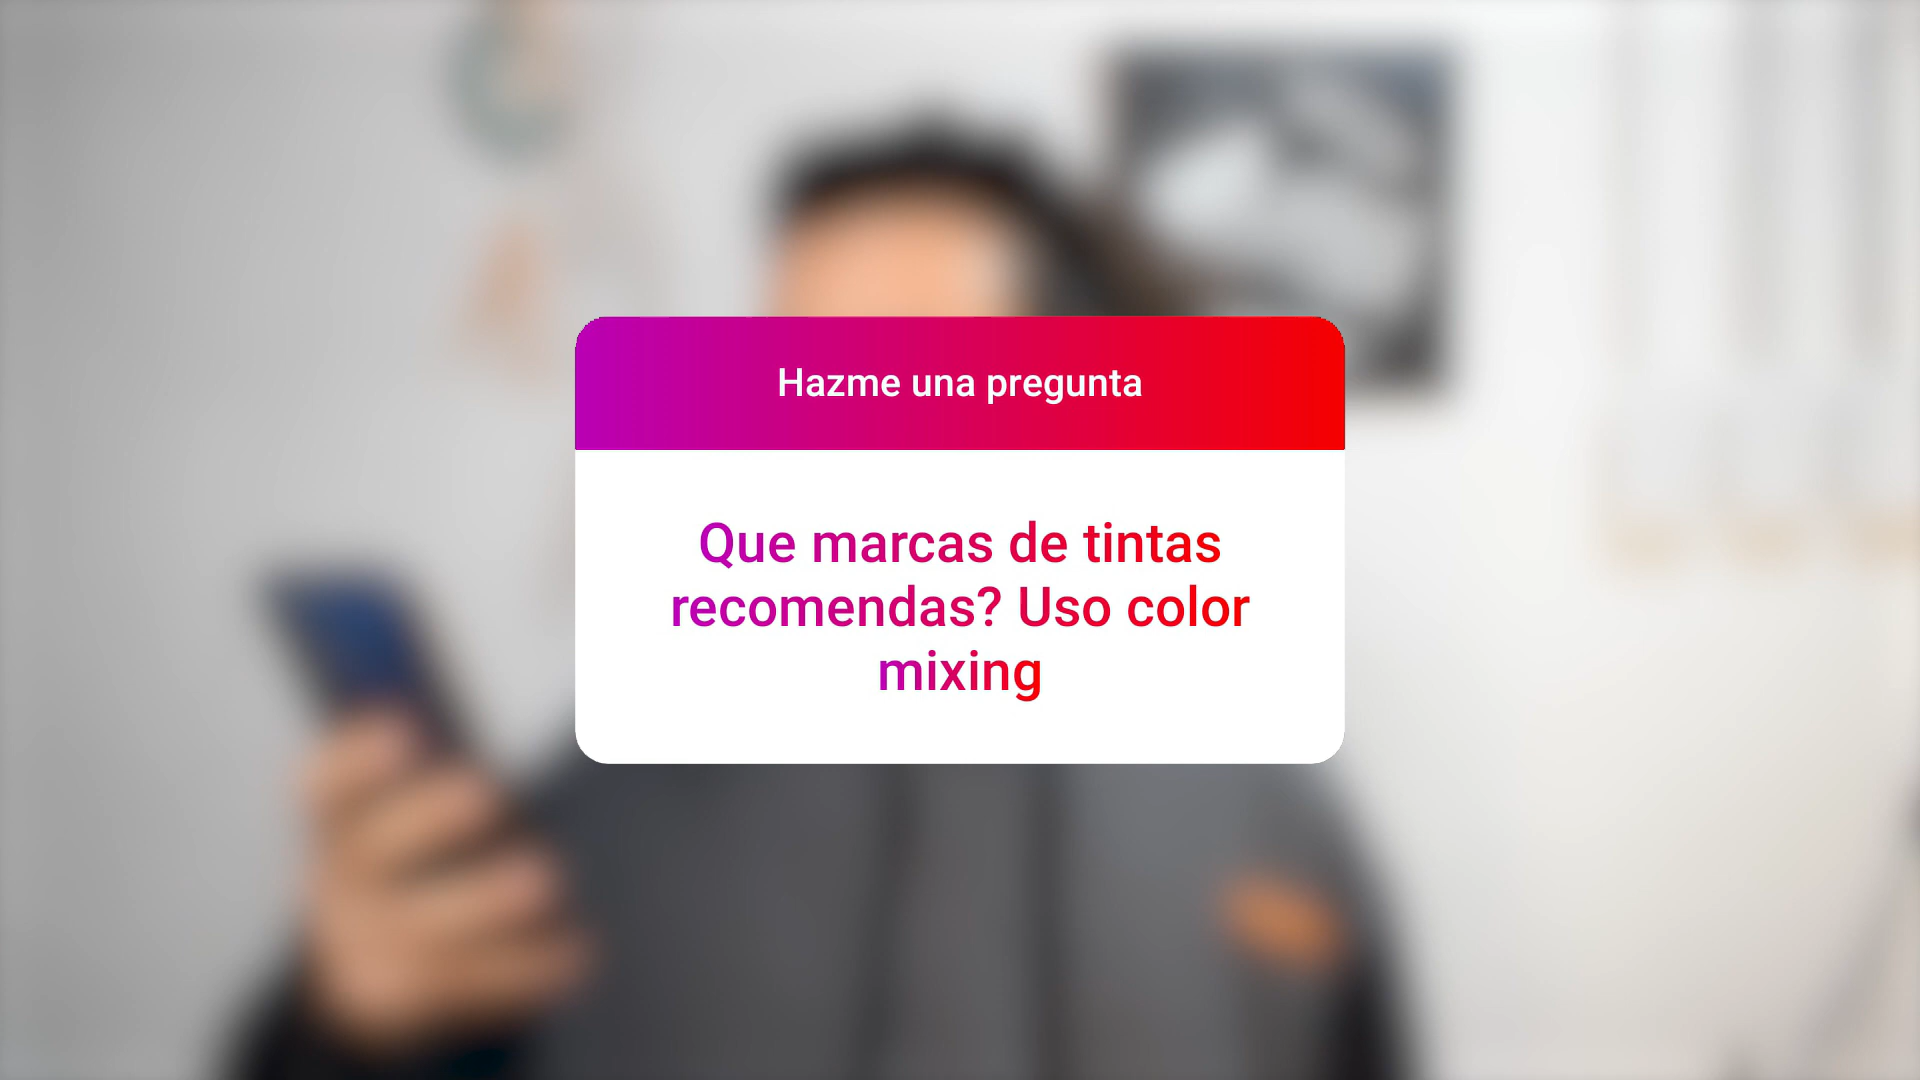 Hazme una pregunta
Que marcas de tintas
recomendas? Uso color
mixing